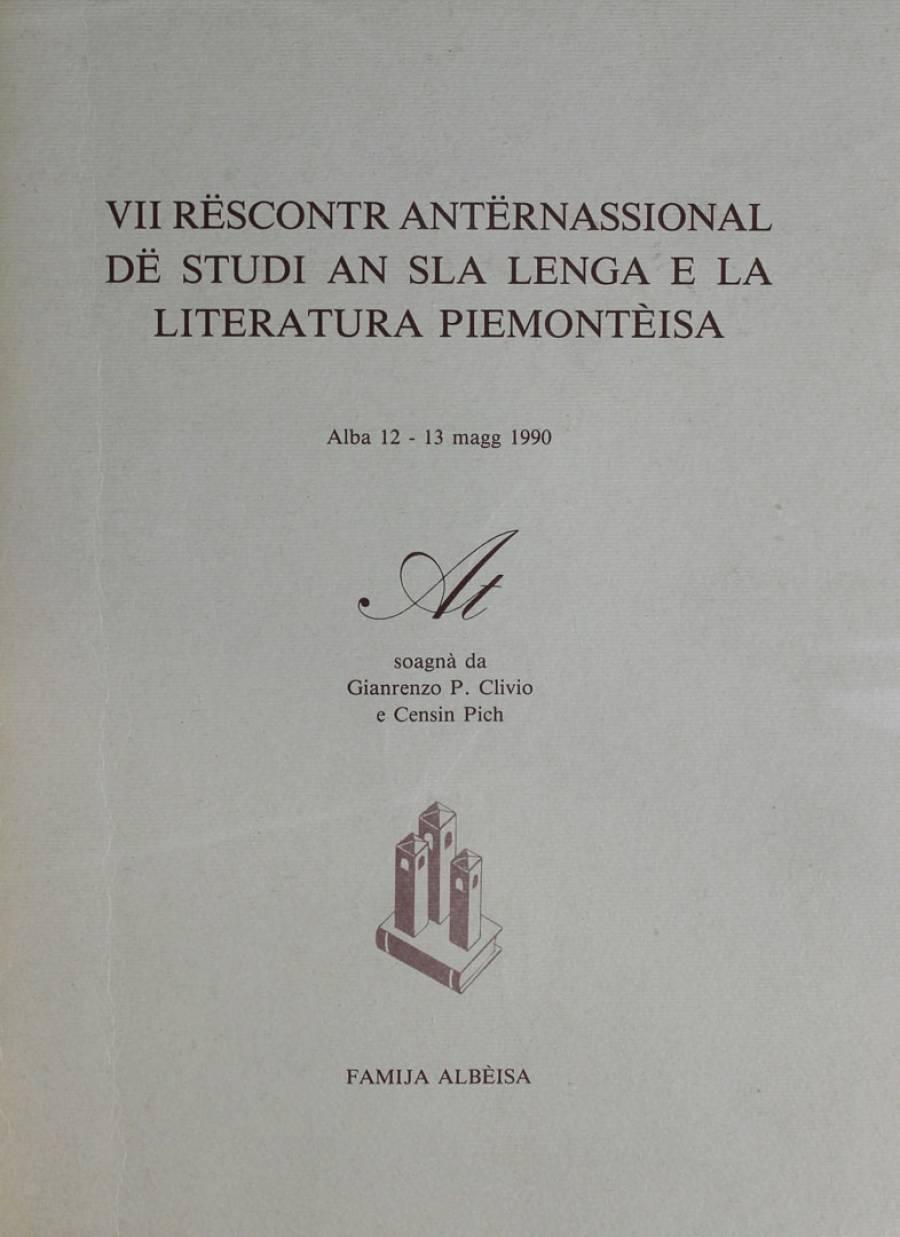 VII RËSCONTR ANTËRNASSIONAL
DË STUDI AN SLA LENGA E LA
LITERATURA PIEMONTÈISA
Alba 12 - 13 magg 1990
At
soagnà da
Gianrenzo P. Clivio
e Censin Pich
FAMIJA ALBÈISA